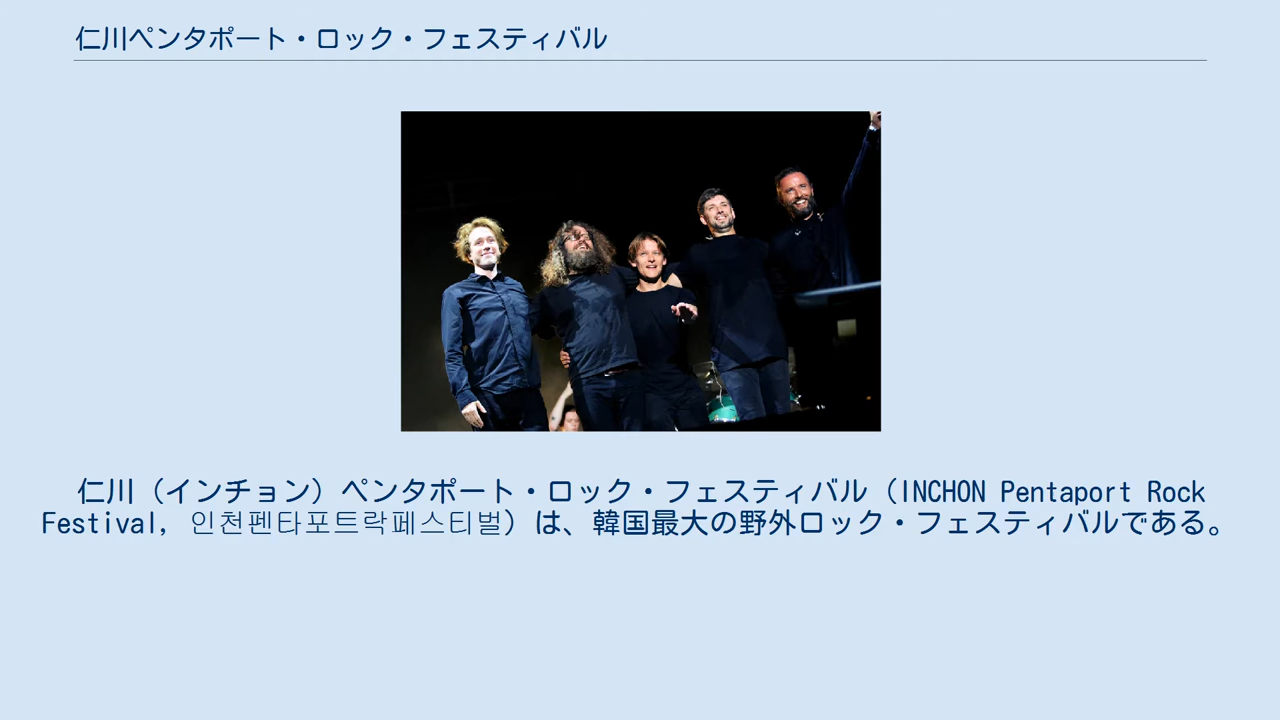 仁川ペンタポート・ロック・フェスティバル
仁川（インチョン）ペンタポート・ロック・フェスティバル（INCHON Pentaport Rock
Festival, 인천펜타포트락페스티벌）は、韓国最大の野外ロック・フェスティバルである。